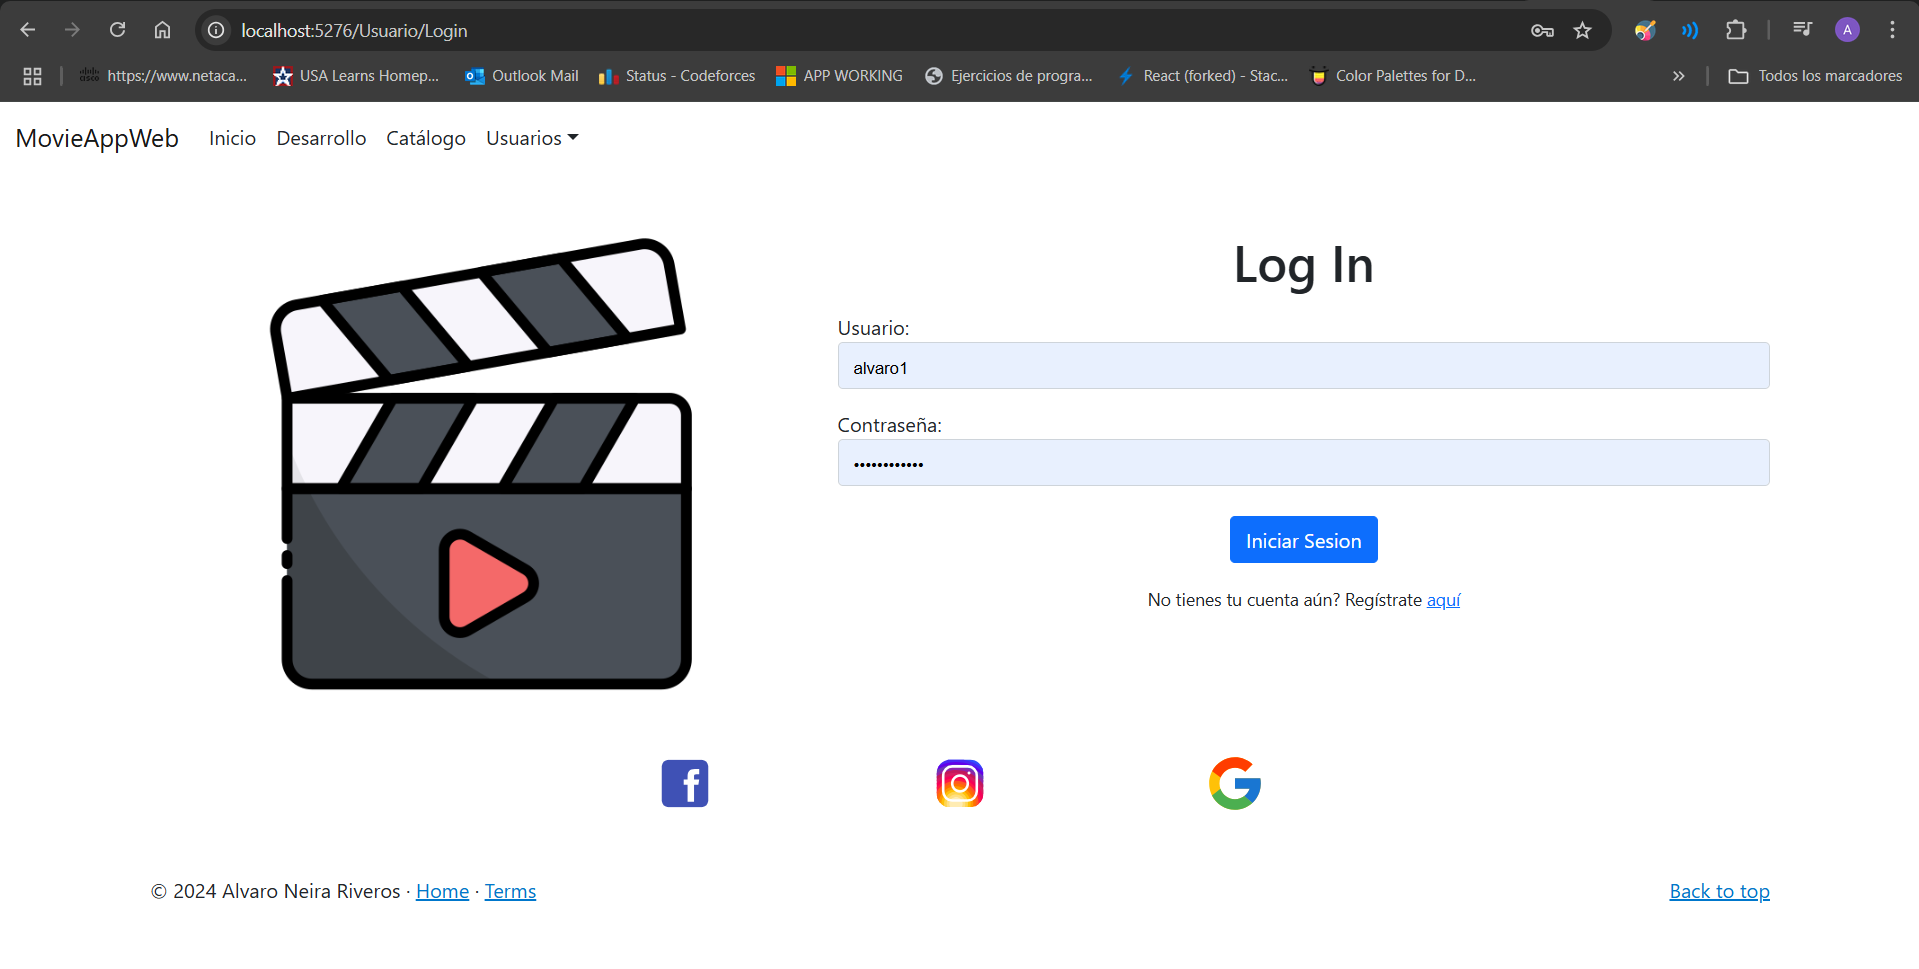 localhost:5276/Usuario/Login
A
https://www.netaca...
USA Learns Homep...
Outlook Mail
Status - Codeforces
APP WORKING
Ejercicios de progra...
React (forked) - Stac...
Color Palettes for D...
»
Todos los marcadores
MovieAppWeb
Inicio
Desarrollo
Catálogo
Usuarios
Log In
Usuario:
alvaro1
Contraseña:
••••••••••••
Iniciar Sesion
No tienes tu cuenta aún? Regístrate aquí
© 2024 Alvaro Neira Riveros · Home · Terms
Back to top